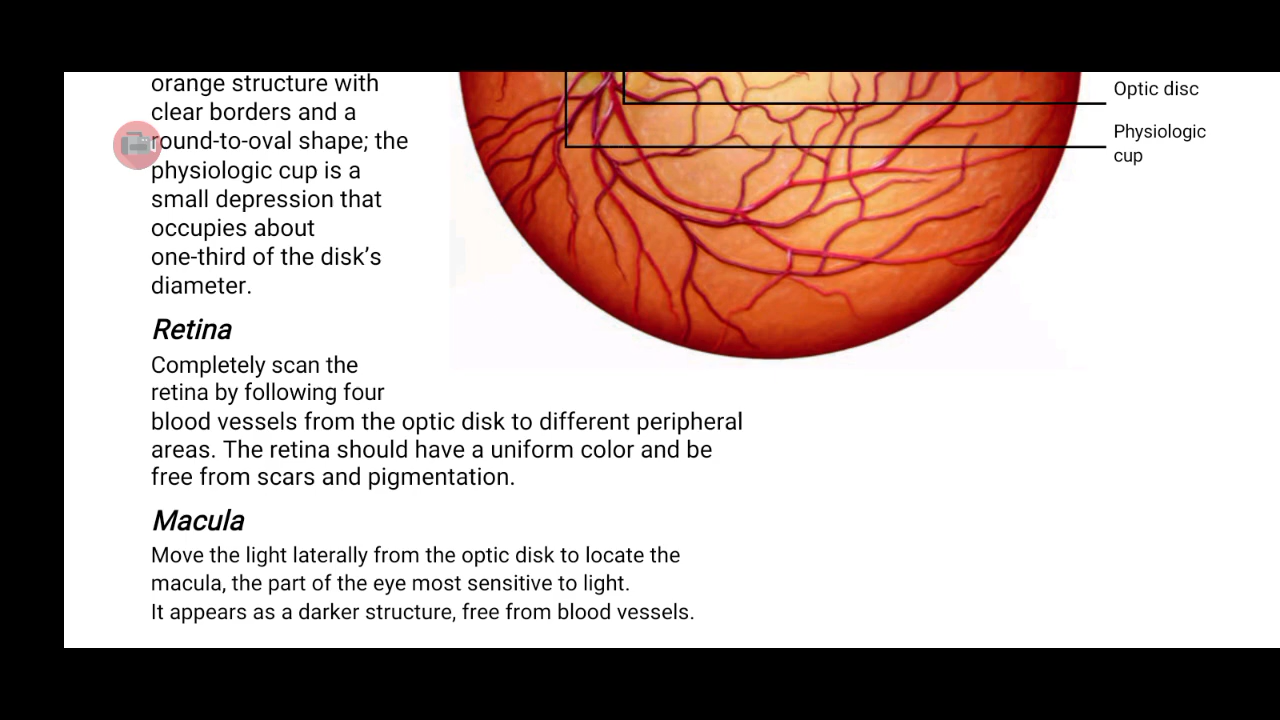 orange structure with
clear borders and a
round-to-oval shape; the
physiologic cup is a
small depression that
occupies about
one-third of the disk’s
diameter.
Optic disc
Physiologic
cup
Retina
Completely scan the
retina by following four
blood vessels from the optic disk to different peripheral
areas. The retina should have a uniform color and be
free from scars and pigmentation.
Macula
Move the light laterally from the optic disk to locate the
macula, the part of the eye most sensitive to light.
It appears as a darker structure, free from blood vessels.